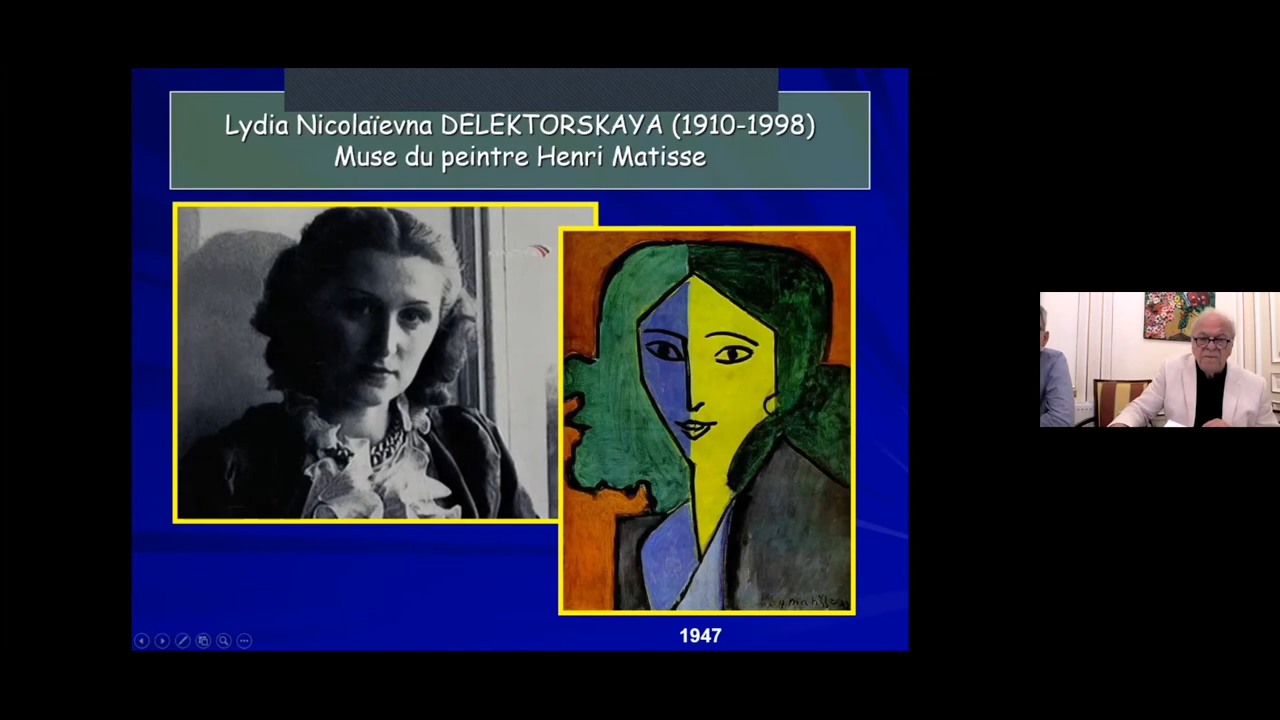 Lydia Nicolaïevna DELEKTORSKAYA (1910-1998)
Muse du peintre Henri Matisse
1947